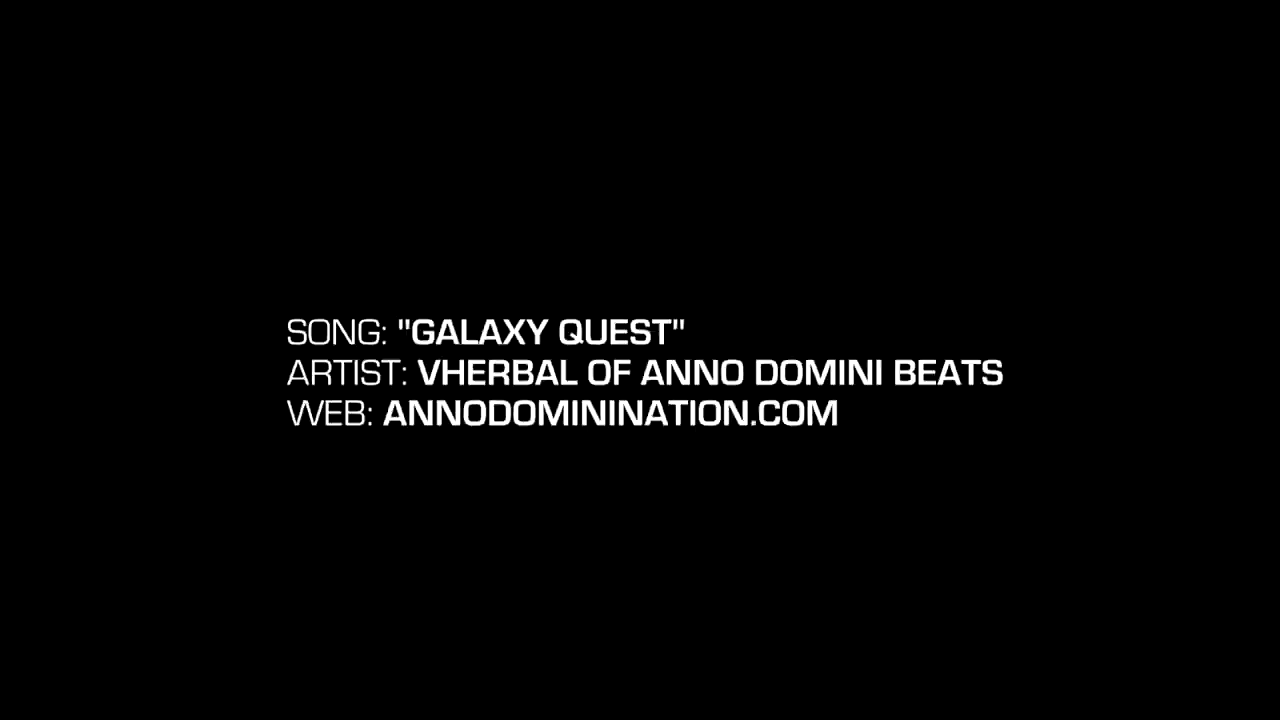 SONG: "GALAXY QUEST"
ARTIST: VHERBAL OF ANNO DOMINI BEATS
WEB: ANNODOMININATION.COM